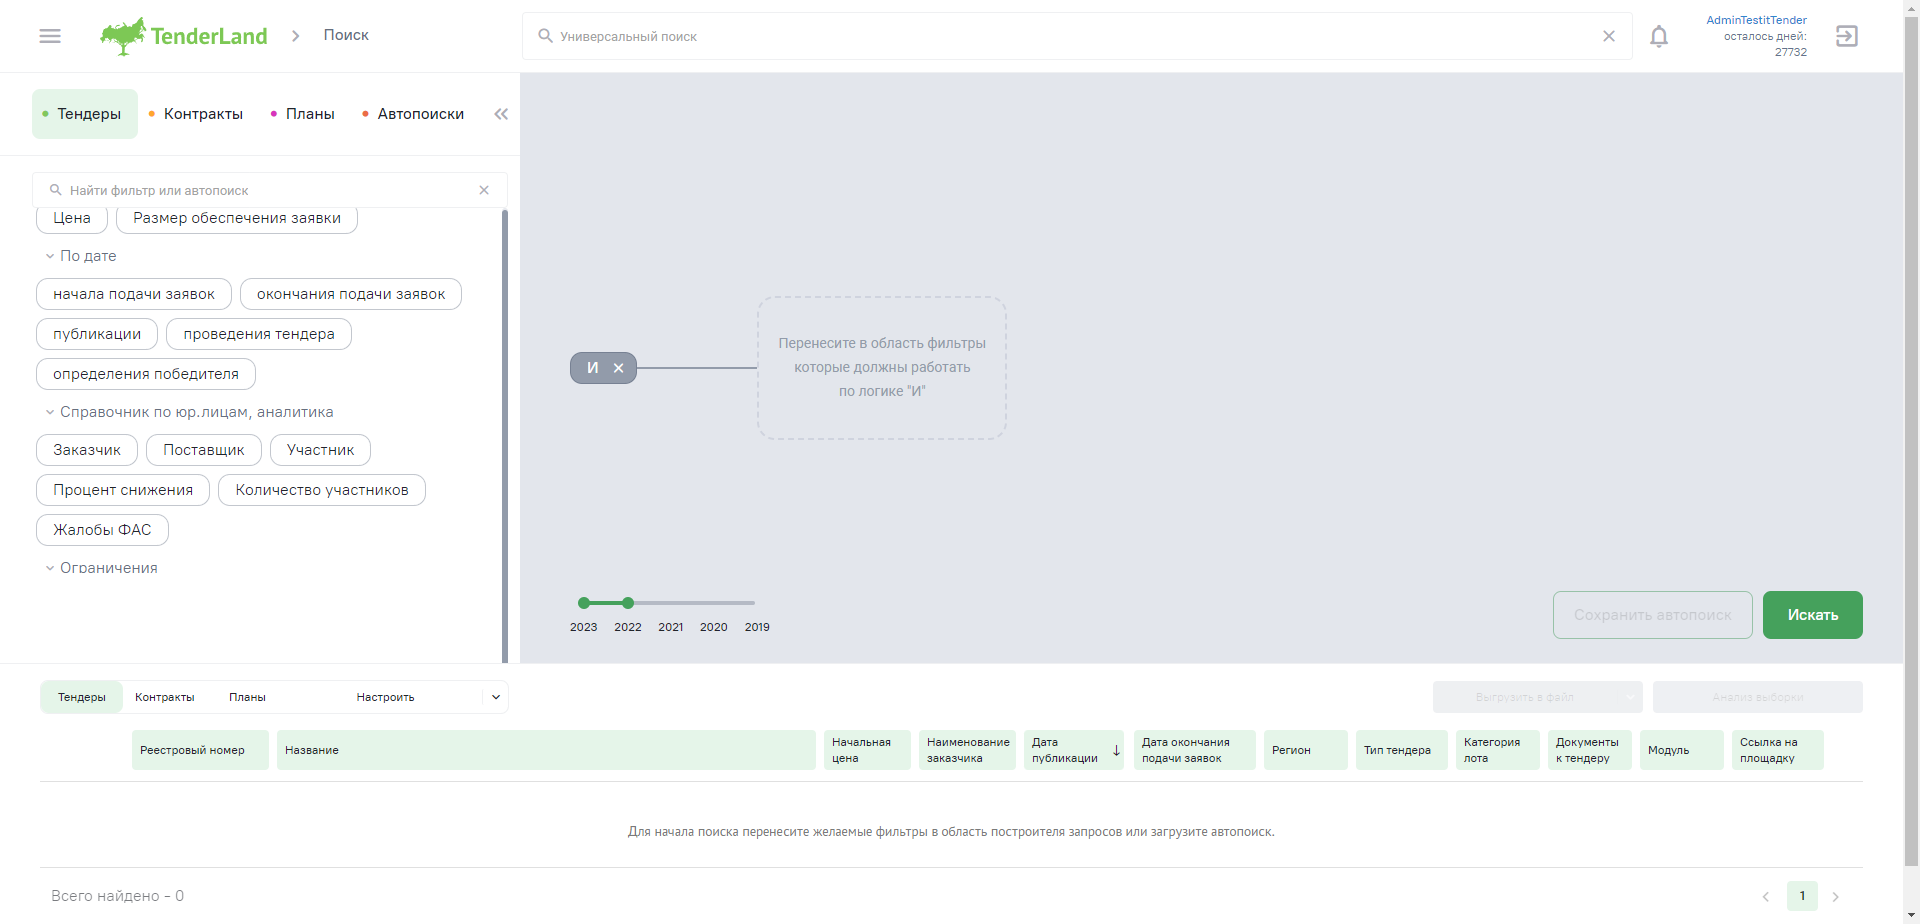 TenderLand
Поиск
Универсальный поиск
AdminTestitTender
осталось дней:
27732
Тендеры
Контракты
Планы
Автопоиски
Найти фильтр или автопоиск
Цена
Размер обеспечения заявки
По дате
начала подачи заявок
окончания подачи заявок
публикации
проведения тендера
определения победителя
Справочник по юр.лицам, аналитика
Заказчик
Поставщик
Участник
Процент снижения
Количество участников
Жалобы ФАС
Ограничения
И
Перенесите в область фильтры
которые должны работать
по логике "И"
2023 2022 2021 2020 2019
Сохранить автопоиск
Искать
Тендеры
Контракты
Планы
Настроить
Выгрузить в файл
Анализ выборки
Реестровый номер
Название
Начальная
цена
Наименование
заказчика
Дата
публикации
Дата окончания
подачи заявок
Регион
Тип тендера
Категория
лота
Документы
к тендеру
Модуль
Ссылка на
площадку
Для начала поиска перенесите желаемые фильтры в область построителя запросов или загрузите автопоиск.
Всего найдено - 0
1